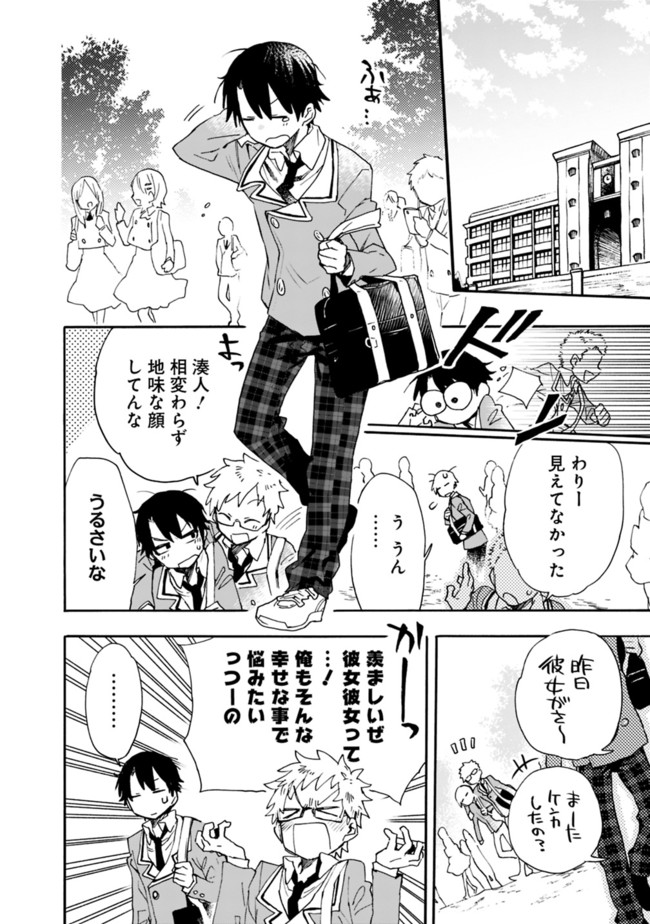 ふぁ…
ドン
わりー
見えてなかった
う うん
……
よっ
湊人！
相変わらず
地味な顔
してんな
うるさいな
昨日
彼女がさ〜
まーた
ケンカ
したの？
がーっ
羨ましいぜ
彼女彼女って
…！
俺もそんな
幸せな事で
悩みたい
っつーの
……